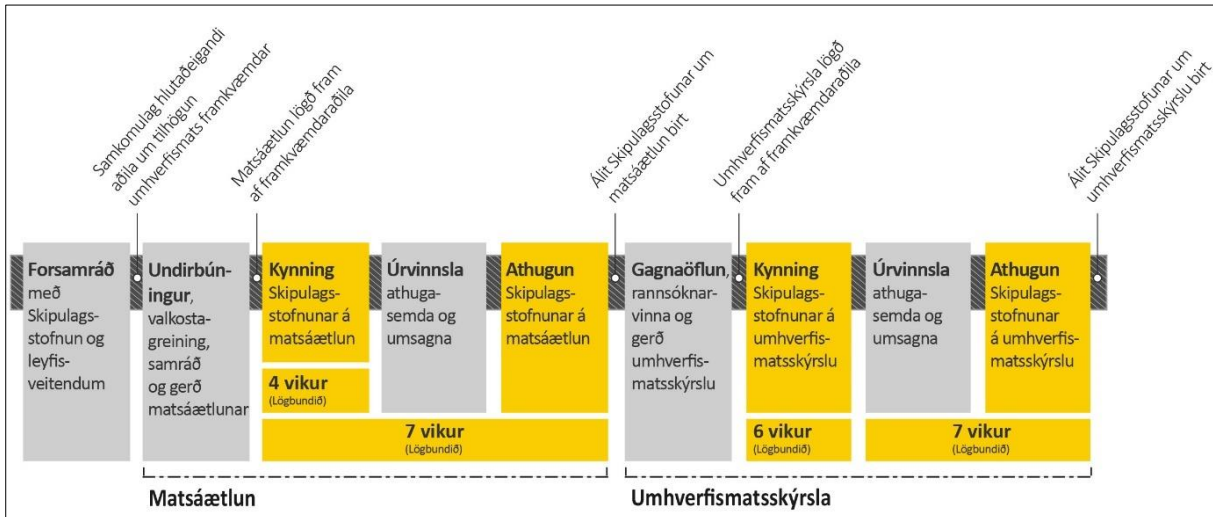 Samkomulag hlutaðeigandi
aðila um tilhögun
umhverfismats framkvæmdar
Matsáætlun lögð fram
af framkvæmdaraðila
Álit Skipulagsstofunar um
matsáætlun birt
Umhverfismatsskýrsla lögð
fram af framkvæmdaraðila
Álit Skipulagsstofunar um
umhverfismatsskýrslu birt
Forsamráð
með
Skipulags-
stofnun og
leyfis-
veitendum
Undirbún-
ingur,
valkosta-
greining,
samráð
og gerð
matsáætlunar
Kynning
Skipulags-
stofnunar á
matsáætlun
4 vikur
(Lögbundið)
Úrvinnsla
athuga-
semda og
umsagna
Athugun
Skipulags-
stofnunar á
matsáætlun
7 vikur
(Lögbundið)
Gagnaöflun,
rannsóknar-
vinna og
gerð
umhverfis-
matsskýrslu
Kynning
Skipulags-
stofnunar á
umhverfis-
matsskýrslu
6 vikur
(Lögbundið)
Úrvinnsla
athuga-
semda og
umsagna
Athugun
Skipulags-
stofnunar
á umhverfis-
matsskýrslu
7 vikur
(Lögbundið)
Matsáætlun
Umhverfismatsskýrsla